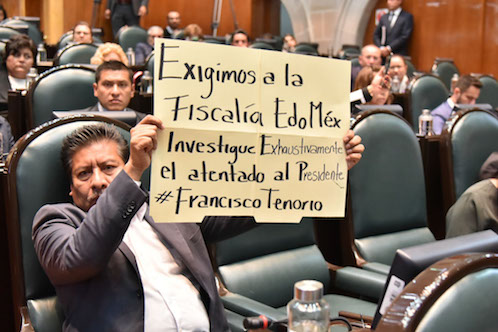 Exigimos a la
Fiscalía EdoMéx
Investigue Exhaustivamente
el atentado al Presidente
#Francisco Tenorio